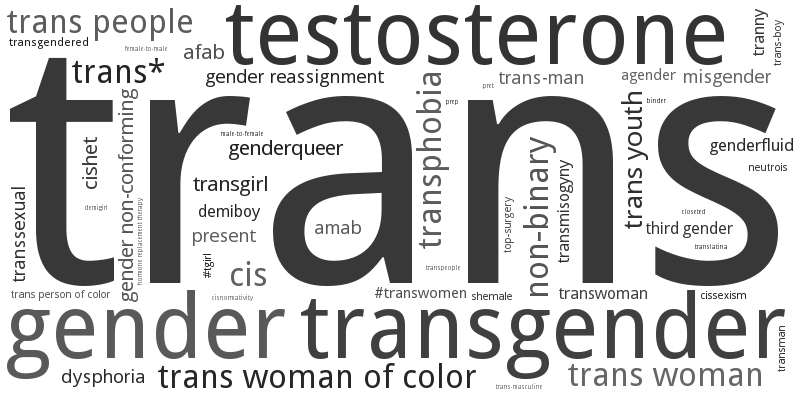 trans people
testosterone
tranny
trans-boy
transgendered
female-to-male
afab
trans*
gender reassignment
trans-man
agender
misgender
trans
prep
pret
binder
cishet
gender non-conforming
male-to-female
genderqueer
transphobia
non-binary
transmisogyny
trans youth
genderfluid
neutrois
transsexual
demigirl
hormone replacment therapy
transgirl
demiboy
present
amab
top-surgery
closeted
third gender
translatina
#tgirl
cis
transpeople
trans person of color
cisnormativity
#transwomen
shemale
transwoman
cissexism
gender
transgender
transman
dysphoria
trans woman of color
trans-masculine
trans woman